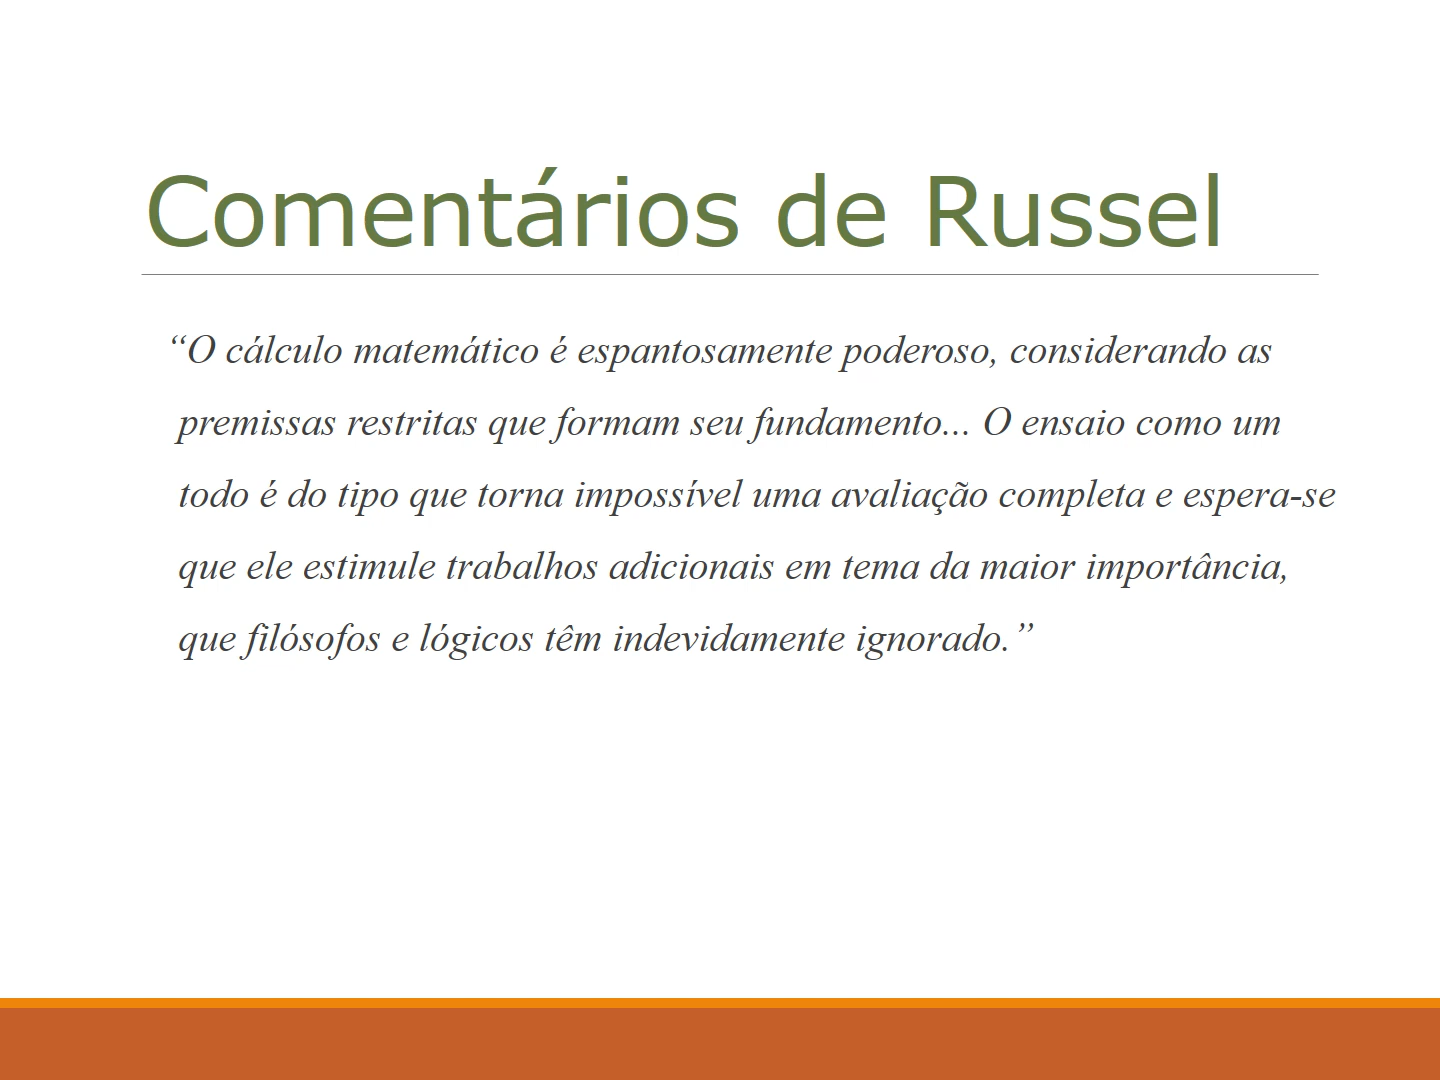 Comentários de Russel
“O cálculo matemático é espantosamente poderoso, considerando as
premissas restritas que formam seu fundamento... O ensaio como um
todo é do tipo que torna impossível uma avaliação completa e espera-se
que ele estimule trabalhos adicionais em tema da maior importância,
que filósofos e lógicos têm indevidamente ignorado.”